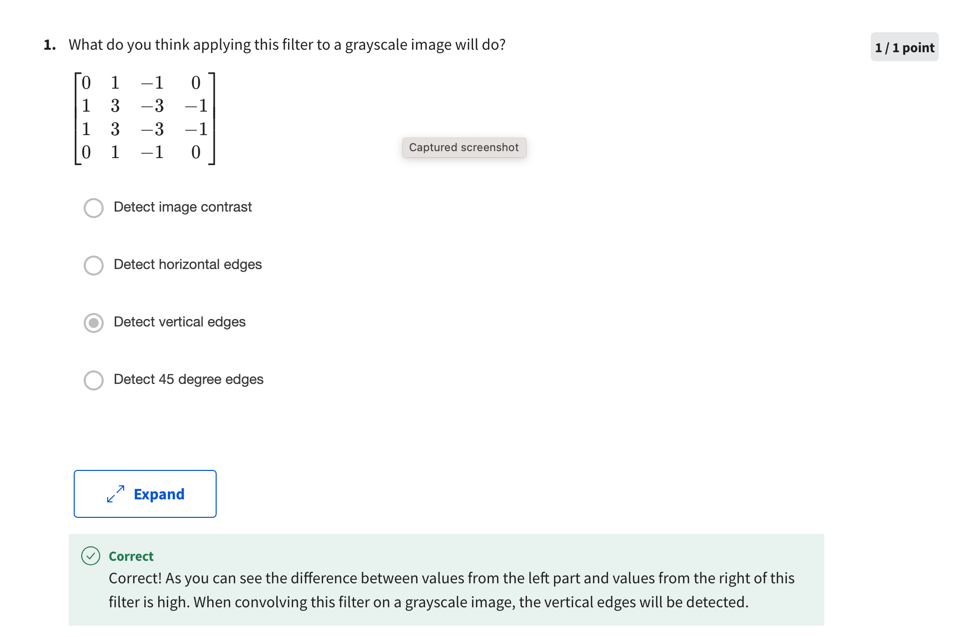 1. What do you think applying this filter to a grayscale image will do?
1 / 1 point
0 1 −1 0
1 3 −3 −1
1 3 −3 −1
0 1 −1 0
Captured screenshot
Detect image contrast
Detect horizontal edges
Detect vertical edges
Detect 45 degree edges
Expand
Correct
Correct! As you can see the difference between values from the left part and values from the right of this
filter is high. When convolving this filter on a grayscale image, the vertical edges will be detected.